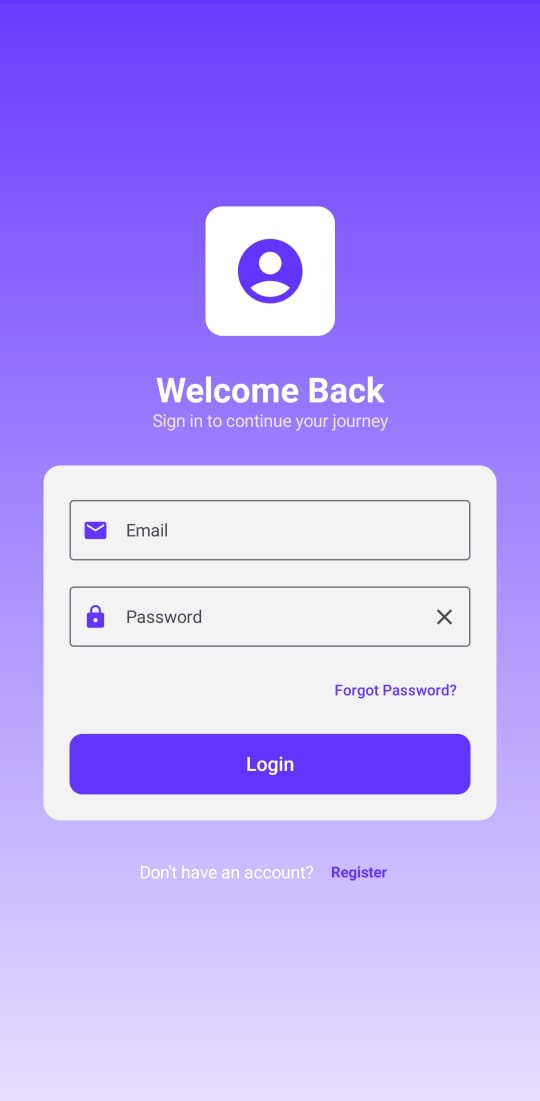 Welcome Back
Sign in to continue your journey
Email
Password
Forgot Password?
Login
Don't have an account? Register